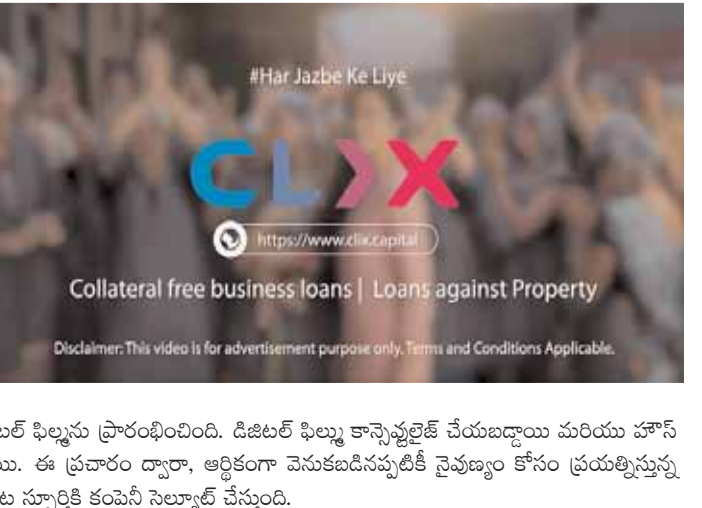 #Har Jazbe Ke Liye
CLIX
https://www.clix.capital
Collateral free business loans | Loans against Property
Disclaimer: This video is for advertisement purpose only. Terms and Conditions Applicable.
టల్ ఫిల్మ్‌ను ప్రారంభించింది. డిజిటల్ ఫిల్ము కాన్సెవ్టులైజ్ చేయబడ్డాయి మరియు హౌస్
యి. ఈ ప్రచారం ద్వారా, ఆర్థికంగా వెనుకబడినప్పటికీ నైవుణ్యం కోసం ప్రయత్నిస్తున్న
ట స్ఫూర్తికి కంపెనీ సెల్యూట్ చేస్తుంది.